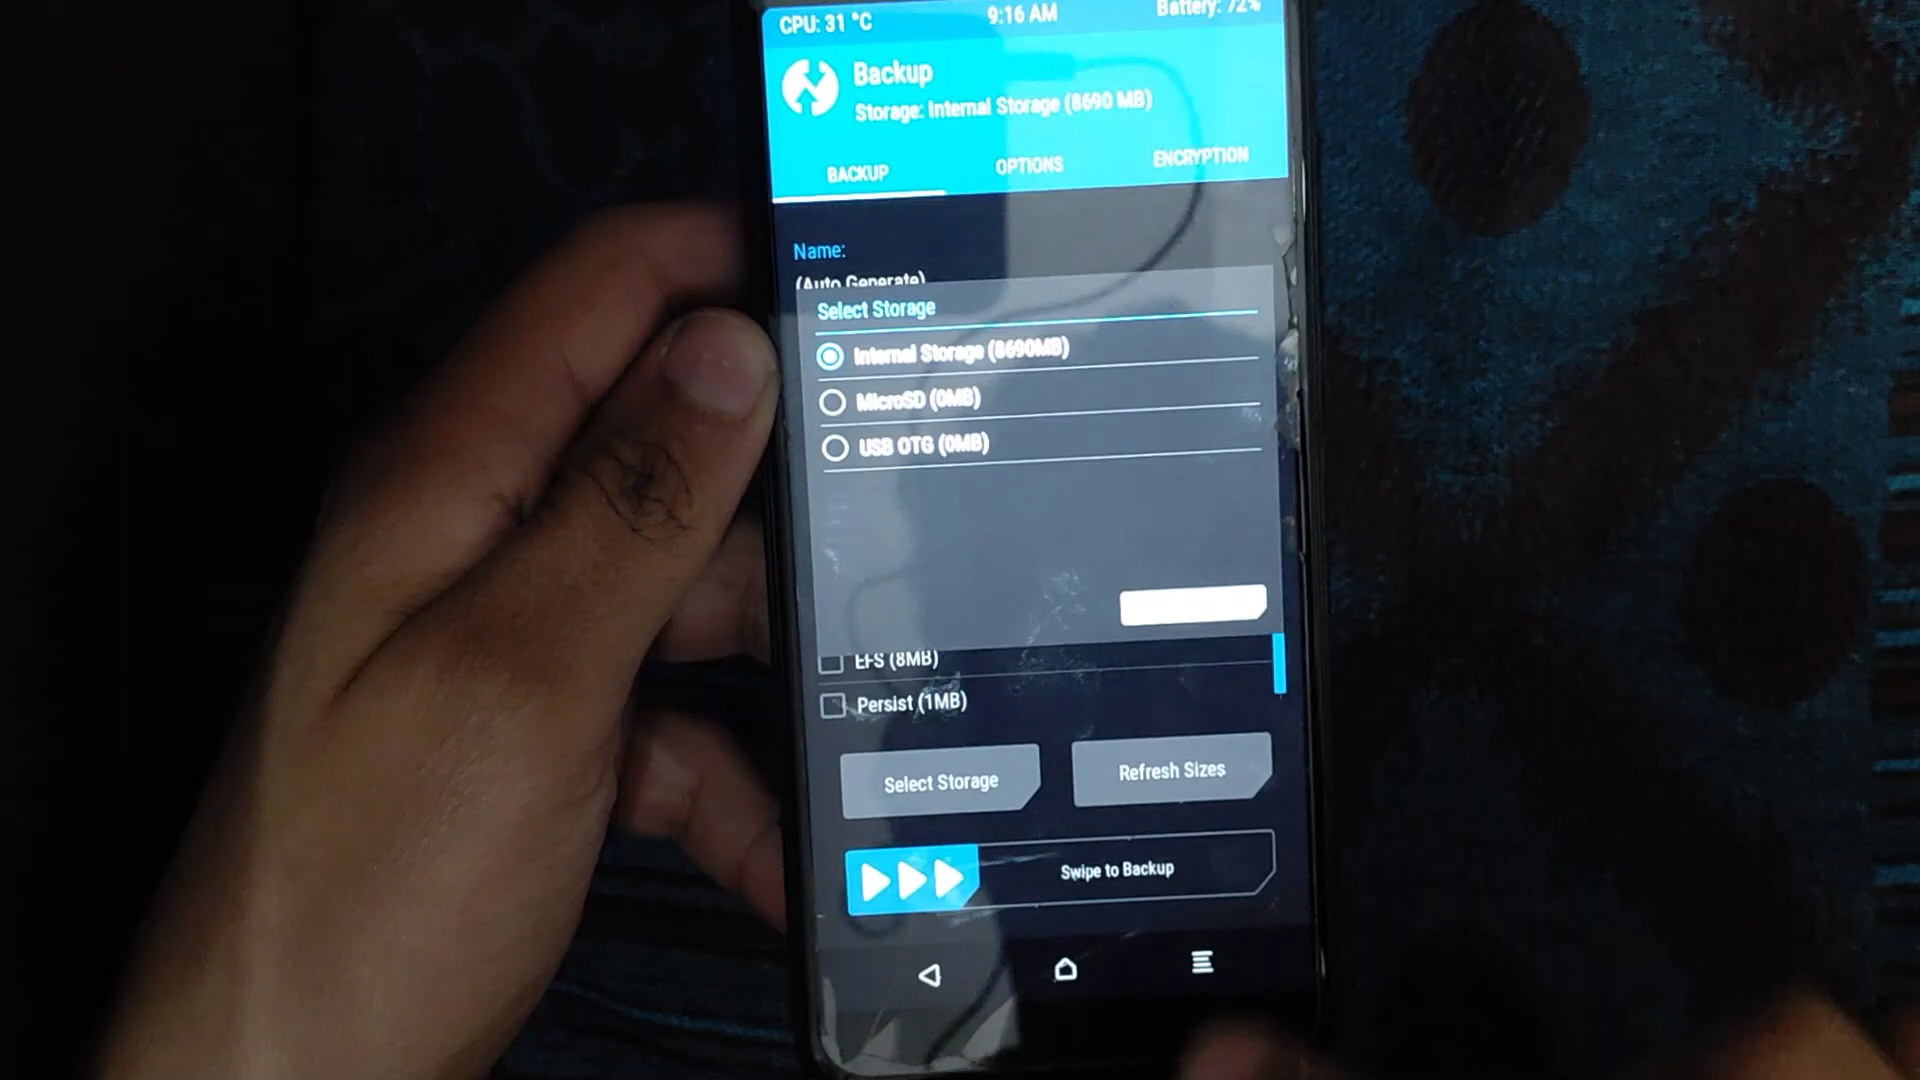 CPU: 31 °C
9:16 AM
Battery: 72%
Backup
Storage: Internal Storage (8690 MB)
BACKUP
OPTIONS
ENCRYPTION
Name:
(Auto Generate)
Select Storage
Internal Storage (8690MB)
MicroSD (0MB)
USB OTG (0MB)
EFS (8MB)
Persist (1MB)
Select Storage
Refresh Sizes
Swipe to Backup